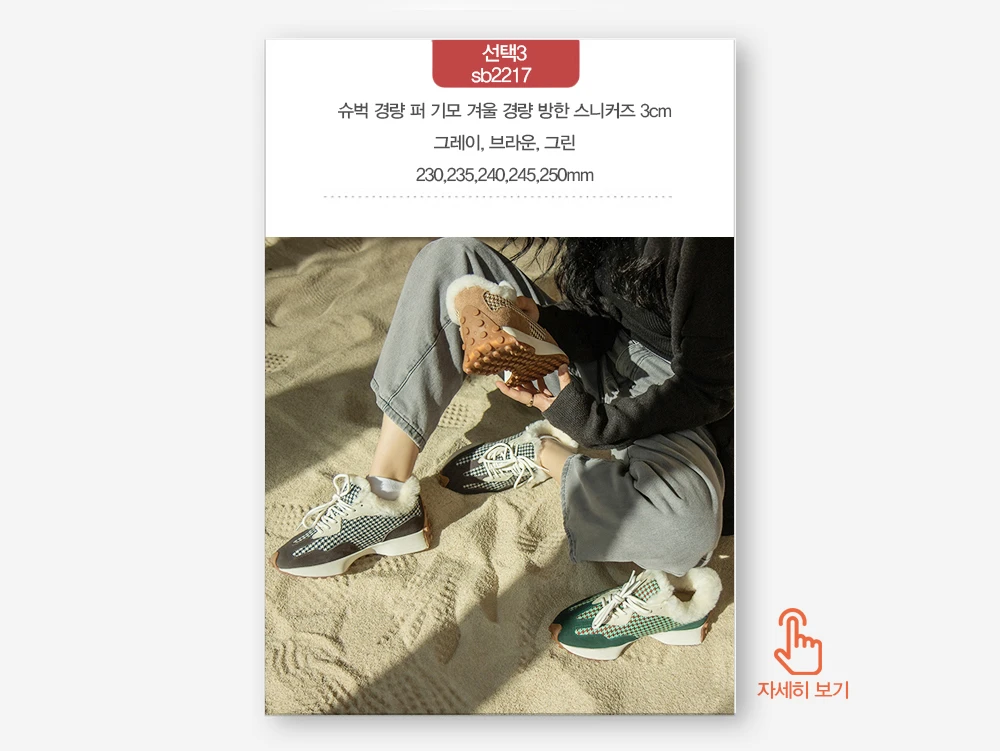 선택3
sb2217
슈벅 경량 퍼 기모 겨울 경량 방한 스니커즈 3cm
그레이, 브라운, 그린
230,235,240,245,250mm
자세히 보기